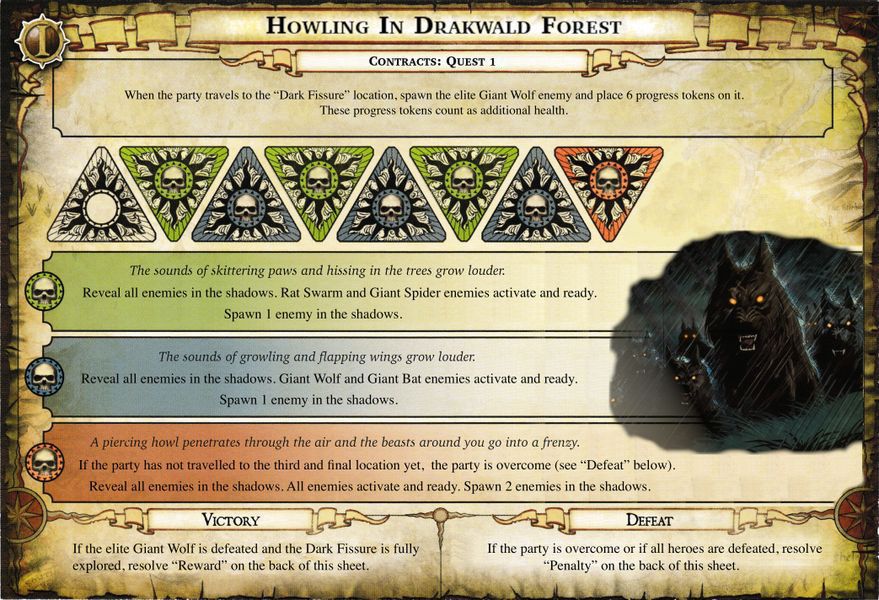 I
Howling In Drakwald Forest
Contracts: Quest 1
When the party travels to the “Dark Fissure” location, spawn the elite Giant Wolf enemy and place 6 progress tokens on it.
These progress tokens count as additional health.
The sounds of skittering paws and hissing in the trees grow louder.
Reveal all enemies in the shadows. Rat Swarm and Giant Spider enemies activate and ready.
Spawn 1 enemy in the shadows.
The sounds of growling and flapping wings grow louder.
Reveal all enemies in the shadows. Giant Wolf and Giant Bat enemies activate and ready.
Spawn 1 enemy in the shadows.
A piercing howl penetrates through the air and the beasts around you go into a frenzy.
If the party has not travelled to the third and final location yet, the party is overcome (see “Defeat” below).
Reveal all enemies in the shadows. All enemies activate and ready. Spawn 2 enemies in the shadows.
Victory
If the elite Giant Wolf is defeated and the Dark Fissure is fully
explored, resolve “Reward” on the back of this sheet.
Defeat
If the party is overcome or if all heroes are defeated, resolve
“Penalty” on the back of this sheet.